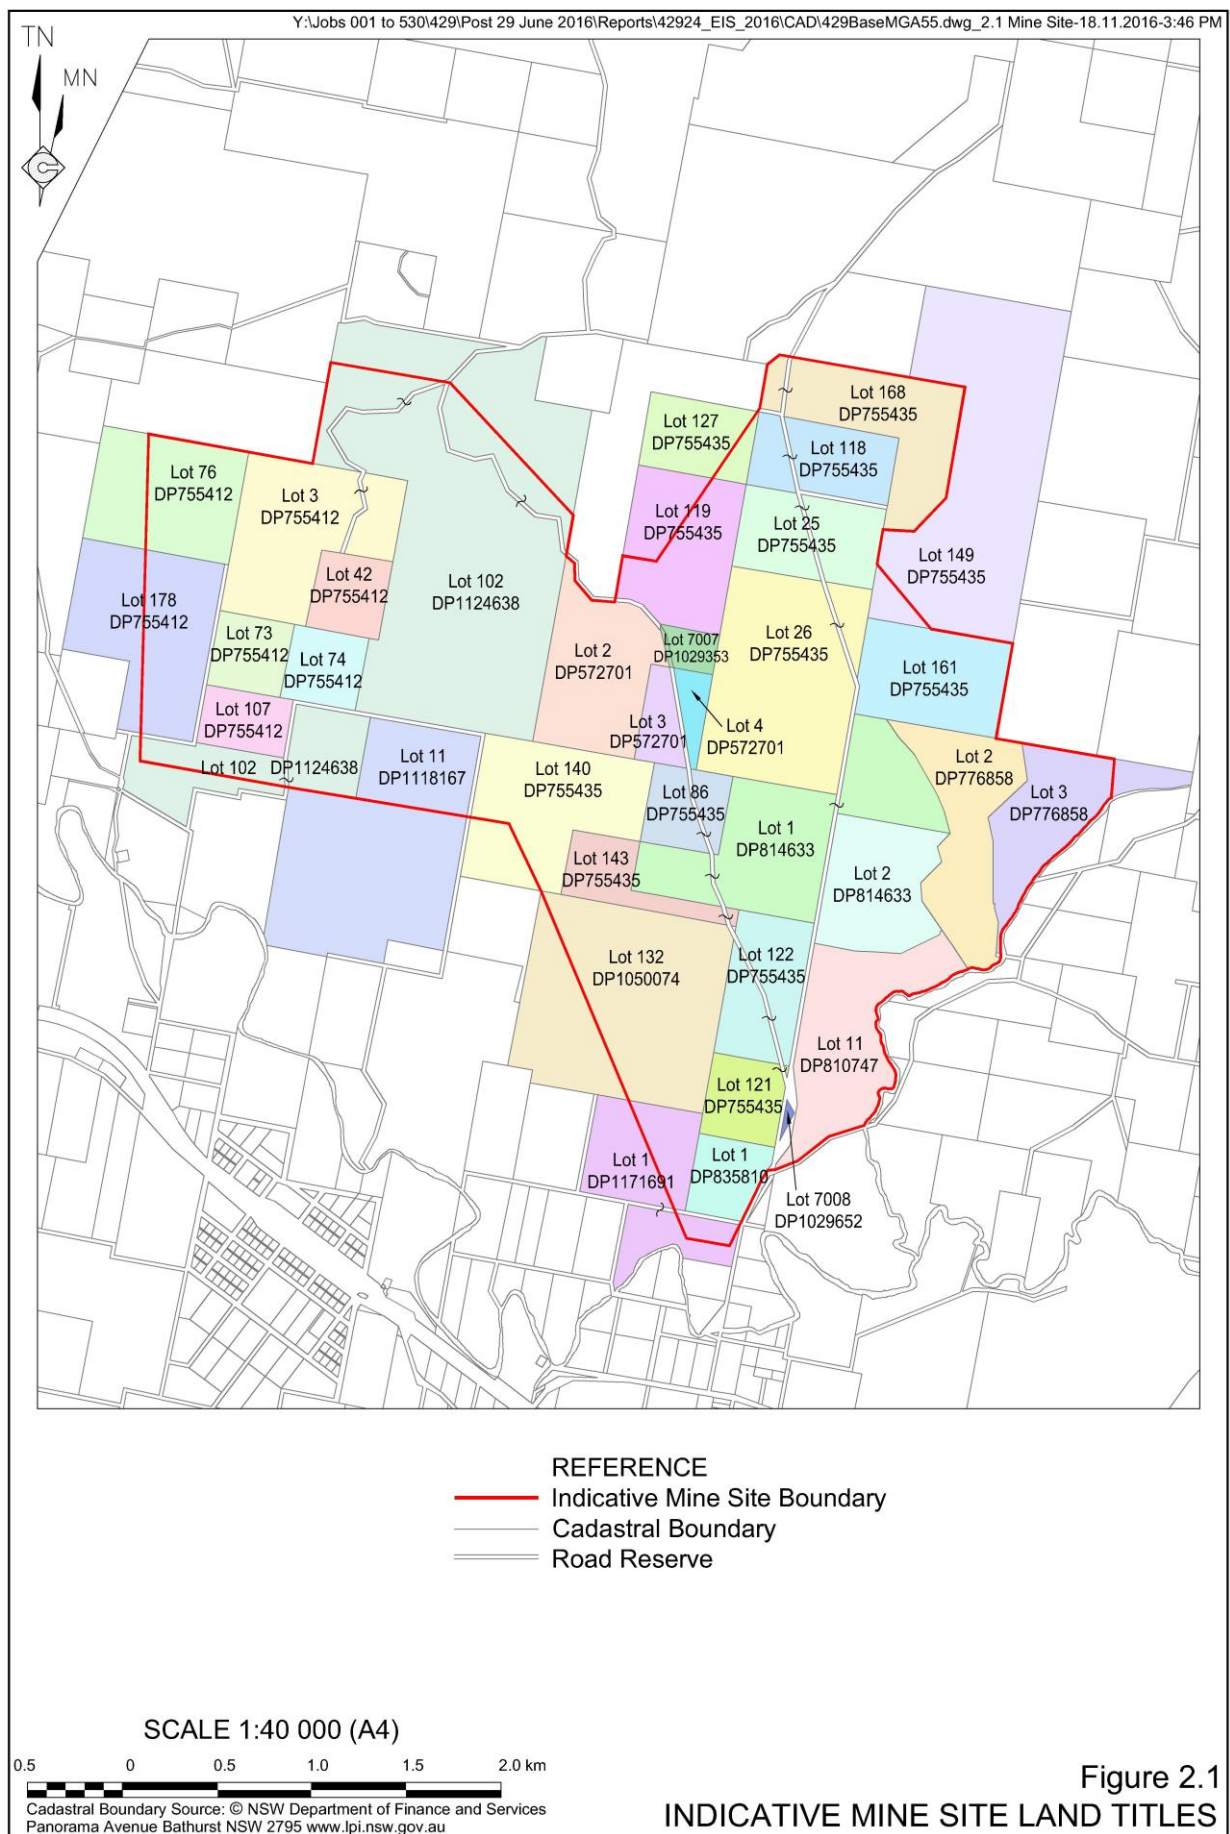 Y:\Jobs 001 to 530\429\Post 29 June 2016\Reports\42924_EIS_2016\CAD\429BaseMGA55.dwg_2.1 Mine Site-18.11.2016-3:46 PM
TN
MN
Lot 168
DP755435
Lot 127
DP755435
Lot 118
DP755435
Lot 76
DP755412
Lot 3
DP755412
Lot 119
DP755435
Lot 25
DP755435
Lot 149
DP755435
Lot 42
DP755412
Lot 102
DP1124638
Lot 178
DP755412
Lot 73
DP755412
Lot 74
DP755412
Lot 2
DP572701
Lot 7007
DP1029353
Lot 26
DP755435
Lot 161
DP755435
Lot 107
DP755412
Lot 3
DP572701
Lot 4
DP572701
Lot 102 DP1124638
Lot 11
DP1118167
Lot 140
DP755435
Lot 86
DP755435
Lot 2
DP776858
Lot 3
DP776858
Lot 1
DP814633
Lot 143
DP755435
Lot 2
DP814633
Lot 132
DP1050074
Lot 122
DP755435
Lot 11
DP810747
Lot 121
DP755435
Lot 1
DP1171691
Lot 1
DP835810
Lot 7008
DP1029652
REFERENCE
Indicative Mine Site Boundary
Cadastral Boundary
Road Reserve
SCALE 1:40 000 (A4)
0.5 0 0.5 1.0 1.5 2.0 km
Cadastral Boundary Source: © NSW Department of Finance and Services
Panorama Avenue Bathurst NSW 2795 www.lpi.nsw.gov.au
Figure 2.1
INDICATIVE MINE SITE LAND TITLES